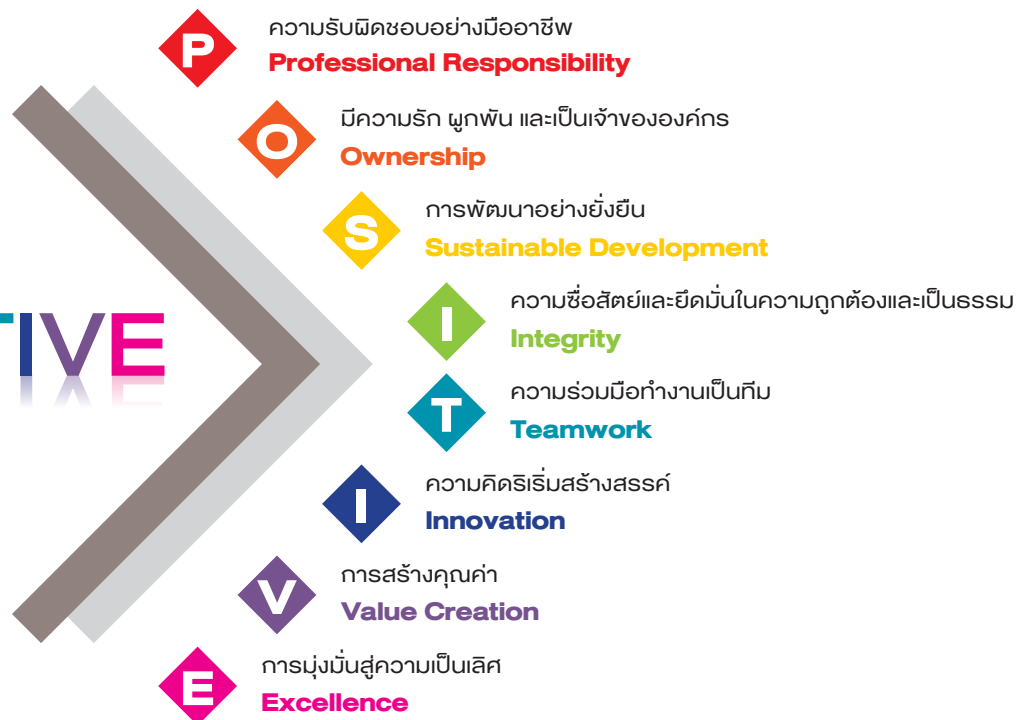 P
ความรับผิดชอบอย่างมืออาชีพ
Professional Responsibility
O
มีความรัก ผูกพัน และเป็นเจ้าขององค์กร
Ownership
S
การพัฒนาอย่างยั่งยืน
Sustainable Development
I
ความซื่อสัตย์และยึดมั่นในความถูกต้องและเป็นธรรม
Integrity
TIVE
T
ความร่วมมือทำงานเป็นทีม
Teamwork
I
ความคิดริเริ่มสร้างสรรค์
Innovation
V
การสร้างคุณค่า
Value Creation
E
การมุ่งมั่นสู่ความเป็นเลิศ
Excellence